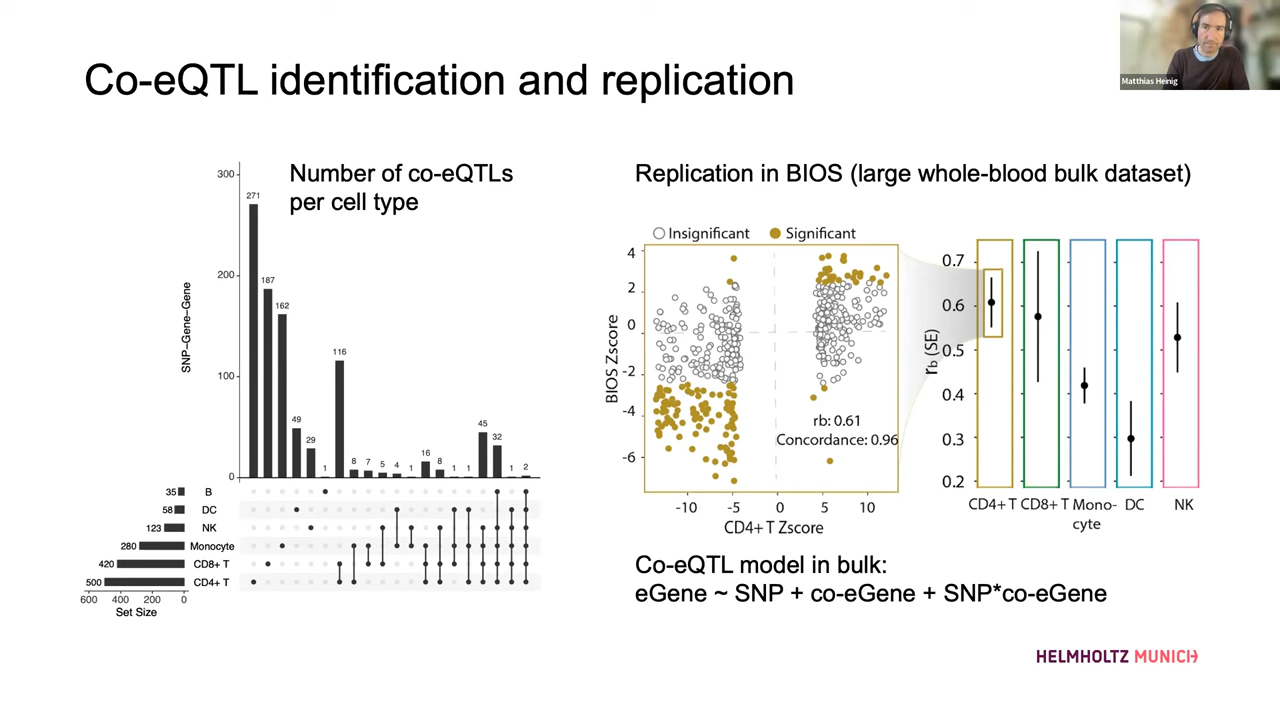 Matthias Heinig
Co-eQTL identification and replication
Number of co-eQTLs
per cell type
SNP–Gene–Gene
300
200
100
0
271
187
162
49
29
1
116
8
7
5
4
1
16
8
1
1
45
32
1
2
35 B
58 DC
123 NK
280 Monocyte
420 CD8+ T
500 CD4+ T
600 400 200 0
Set Size
Replication in BIOS (large whole-blood bulk dataset)
Insignificant Significant
BIOS Zscore
4
2
0
-2
-4
-6
rb: 0.61
Concordance: 0.96
-10 -5 0 5 10
CD4+ T Zscore
rb (SE)
0.7
0.6
0.5
0.4
0.3
0.2
CD4+ T CD8+ T Mono- DC NK
cyte
Co-eQTL model in bulk:
eGene ~ SNP + co-eGene + SNP*co-eGene
HELMHOLTZ MUNICH